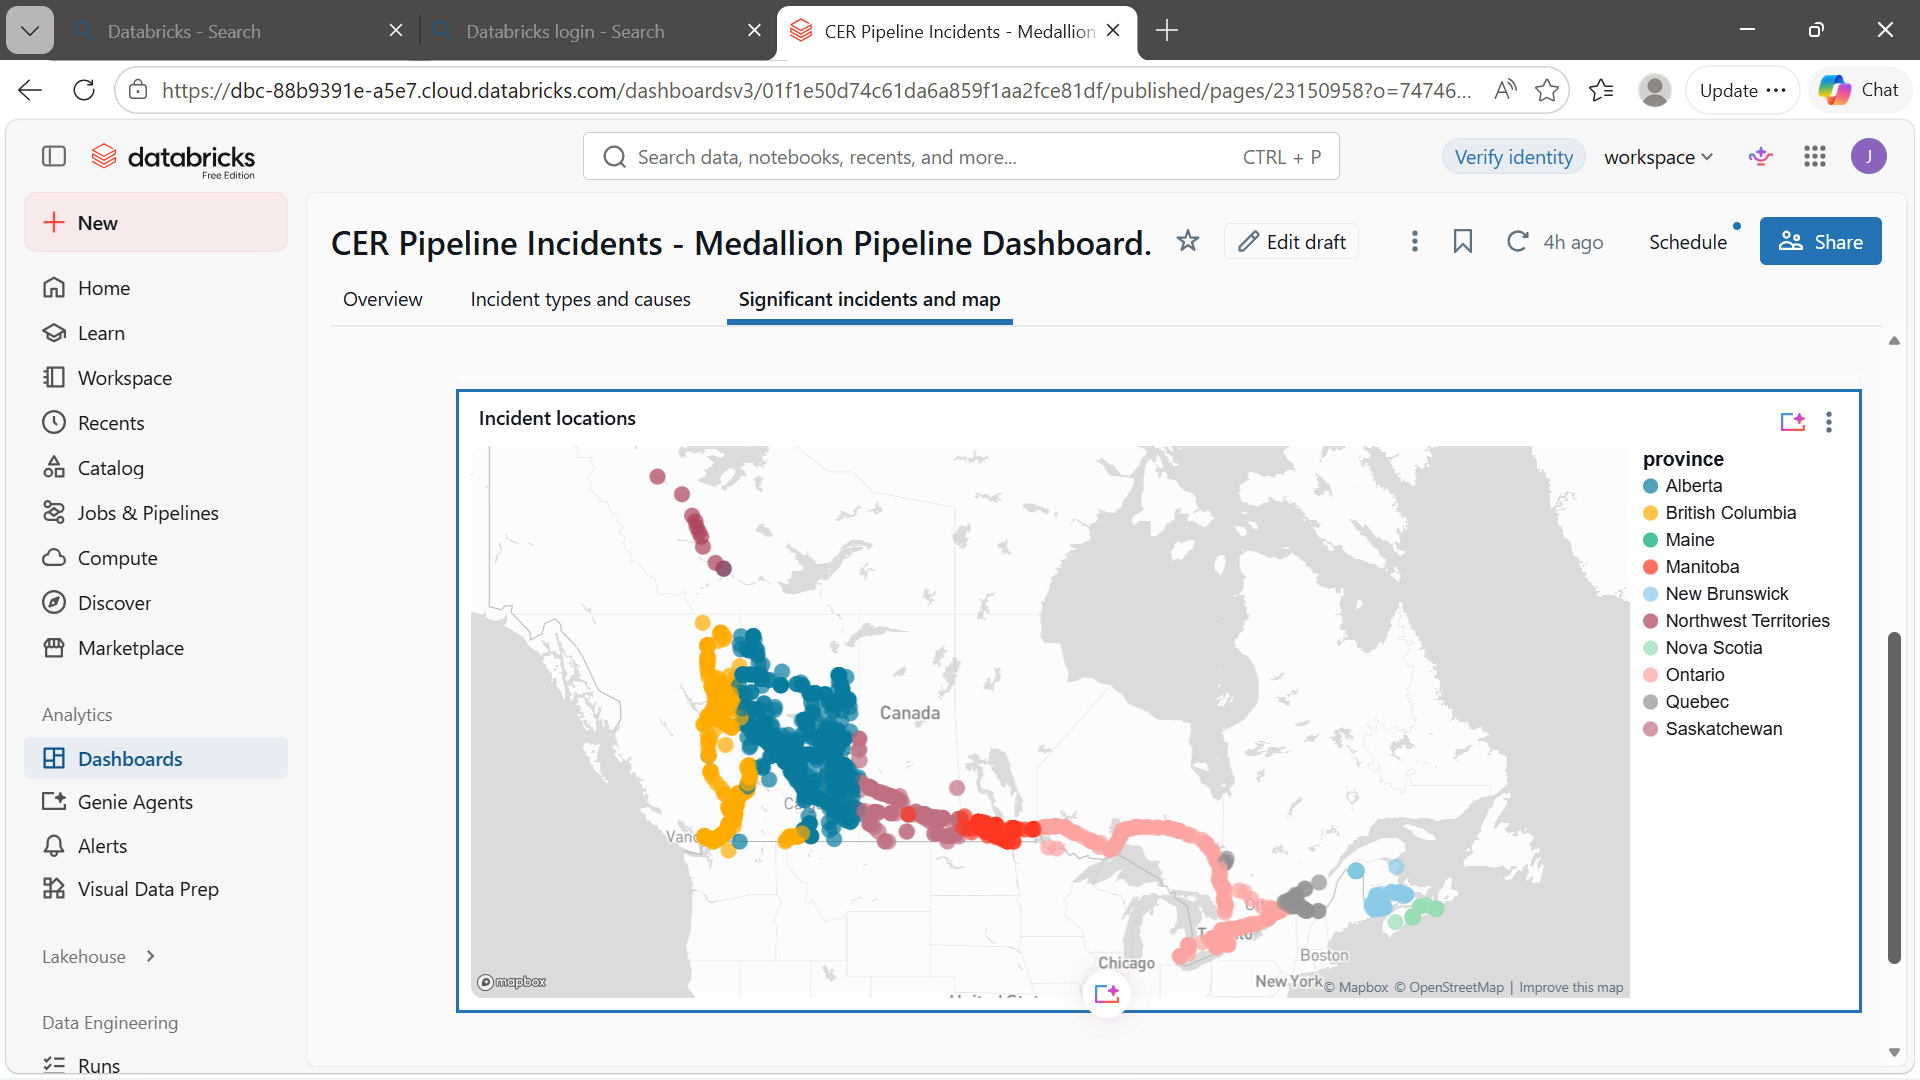 Databricks - Search
Databricks login - Search
CER Pipeline Incidents - Medallion
https://dbc-88b9391e-a5e7.cloud.databricks.com/dashboardsv3/01f1e50d74c61da6a859f1aa2fce81df/published/pages/23150958?o=74746...
Update
Chat
databricks
Free Edition
Search data, notebooks, recents, and more...
CTRL + P
Verify identity
workspace
J
New
Home
Learn
Workspace
Recents
Catalog
Jobs & Pipelines
Compute
Discover
Marketplace
Analytics
Dashboards
Genie Agents
Alerts
Visual Data Prep
Lakehouse
Data Engineering
Runs
CER Pipeline Incidents - Medallion Pipeline Dashboard.
Edit draft
4h ago
Schedule
Share
Overview
Incident types and causes
Significant incidents and map
Incident locations
Canada
Chicago
Boston
New York
mapbox
© Mapbox © OpenStreetMap | Improve this map
province
Alberta
British Columbia
Maine
Manitoba
New Brunswick
Northwest Territories
Nova Scotia
Ontario
Quebec
Saskatchewan